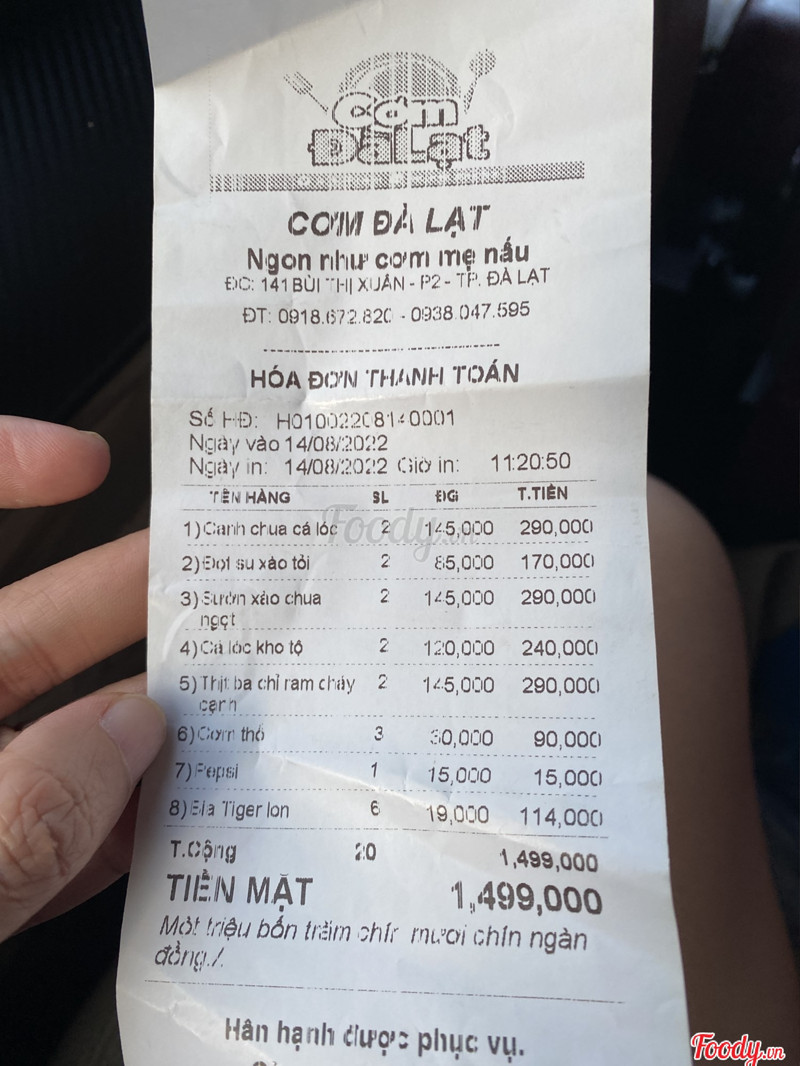 Cơm
ĐàLạt
CƠM ĐÀ LẠT
Ngon như cơm mẹ nấu
ĐC: 141 BÙI THỊ XUÂN - P2 - TP. ĐÀ LẠT
ĐT: 0918.672.820 - 0938.047.595
HÓA ĐƠN THANH TOÁN
Số HĐ: H01002208140001
Ngày vào 14/08/2022
Ngày in: 14/08/2022 Giờ in: 11:20:50
TÊN HÀNG SL ĐGi T.TIỀN
1) Canh chua cá lóc 2 145,000 290,000
2) Đọt su xào tỏi 2 85,000 170,000
3) Sườn xào chua 2 145,000 290,000
ngọt
4) Cá lóc kho tộ 2 120,000 240,000
5) Thịt ba chỉ ram cháy 2 145,000 290,000
cạnh
6) Cơm thố 3 30,000 90,000
7) Pepsi 1 15,000 15,000
8) Bia Tiger lon 6 19,000 114,000
T.Cộng 20 1,499,000
TIỀN MẶT 1,499,000
Một triệu bốn trăm chín mươi chín ngàn
đồng./.
Hân hạnh được phục vụ.
Foody.vn
Foody.vn